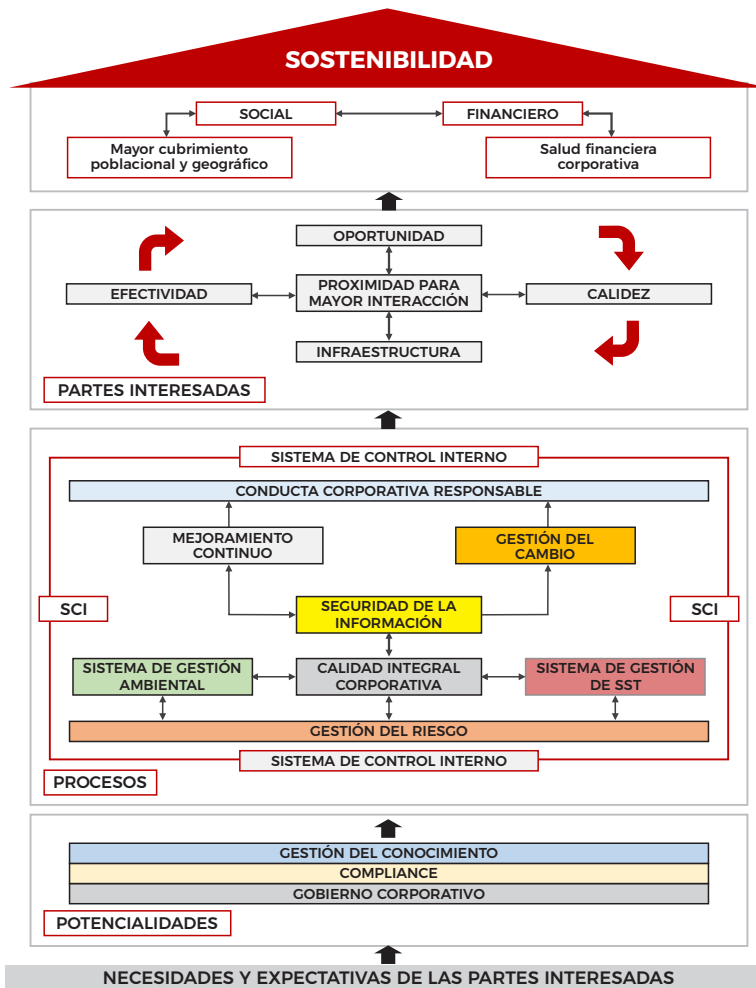 SOSTENIBILIDAD
SOCIAL
FINANCIERO
Mayor cubrimiento
poblacional y geográfico
Salud financiera
corporativa
OPORTUNIDAD
EFECTIVIDAD
PROXIMIDAD PARA
MAYOR INTERACCIÓN
CALIDEZ
INFRAESTRUCTURA
PARTES INTERESADAS
SISTEMA DE CONTROL INTERNO
CONDUCTA CORPORATIVA RESPONSABLE
MEJORAMIENTO
CONTINUO
GESTIÓN DEL
CAMBIO
SCI
SEGURIDAD DE LA
INFORMACIÓN
SCI
SISTEMA DE GESTIÓN
AMBIENTAL
CALIDAD INTEGRAL
CORPORATIVA
SISTEMA DE GESTIÓN
DE SST
GESTIÓN DEL RIESGO
SISTEMA DE CONTROL INTERNO
PROCESOS
GESTIÓN DEL CONOCIMIENTO
COMPLIANCE
GOBIERNO CORPORATIVO
POTENCIALIDADES
NECESIDADES Y EXPECTATIVAS DE LAS PARTES INTERESADAS